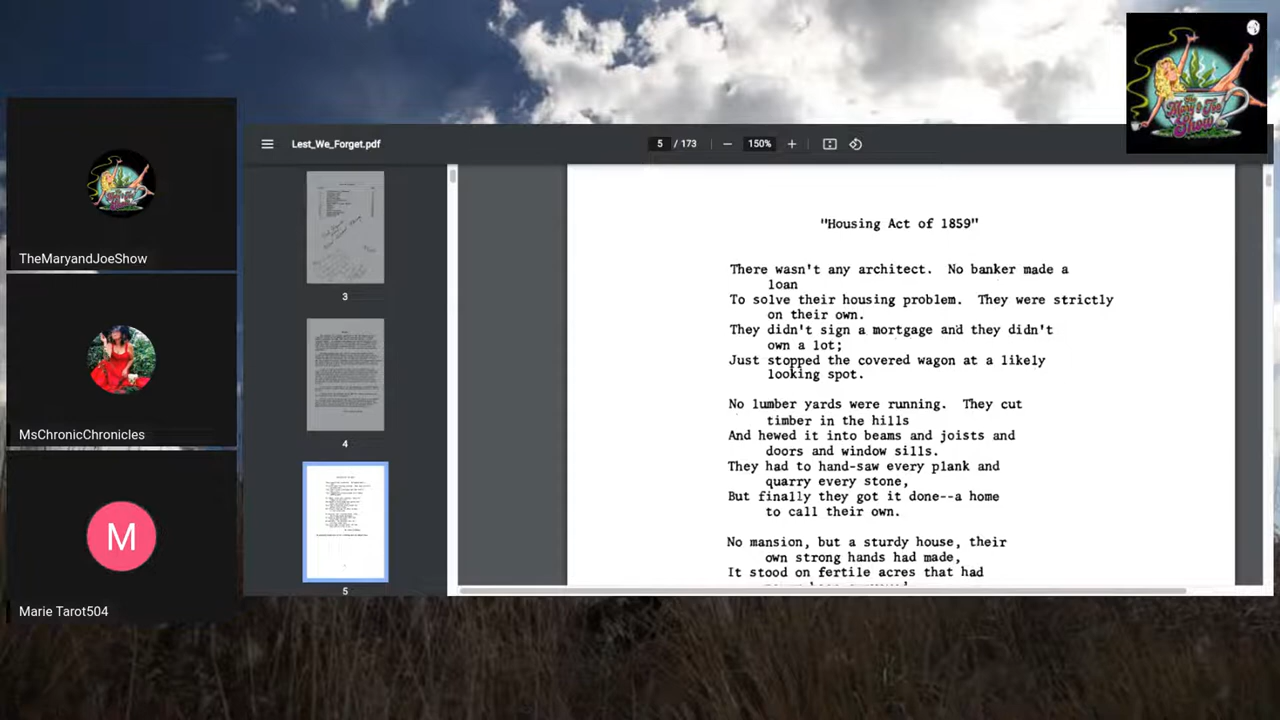 The
Mary & Joe
Show
Lest_We_Forget.pdf
5 / 173
150%
TheMaryandJoeShow
MsChronicChronicles
M
Marie Tarot504
3
4
5
"Housing Act of 1859"
There wasn't any architect. No banker made a
loan
To solve their housing problem. They were strictly
on their own.
They didn't sign a mortgage and they didn't
own a lot;
Just stopped the covered wagon at a likely
looking spot.
No lumber yards were running. They cut
timber in the hills
And hewed it into beams and joists and
doors and window sills.
They had to hand-saw every plank and
quarry every stone,
But finally they got it done--a home
to call their own.
No mansion, but a sturdy house, their
own strong hands had made,
It stood on fertile acres that had